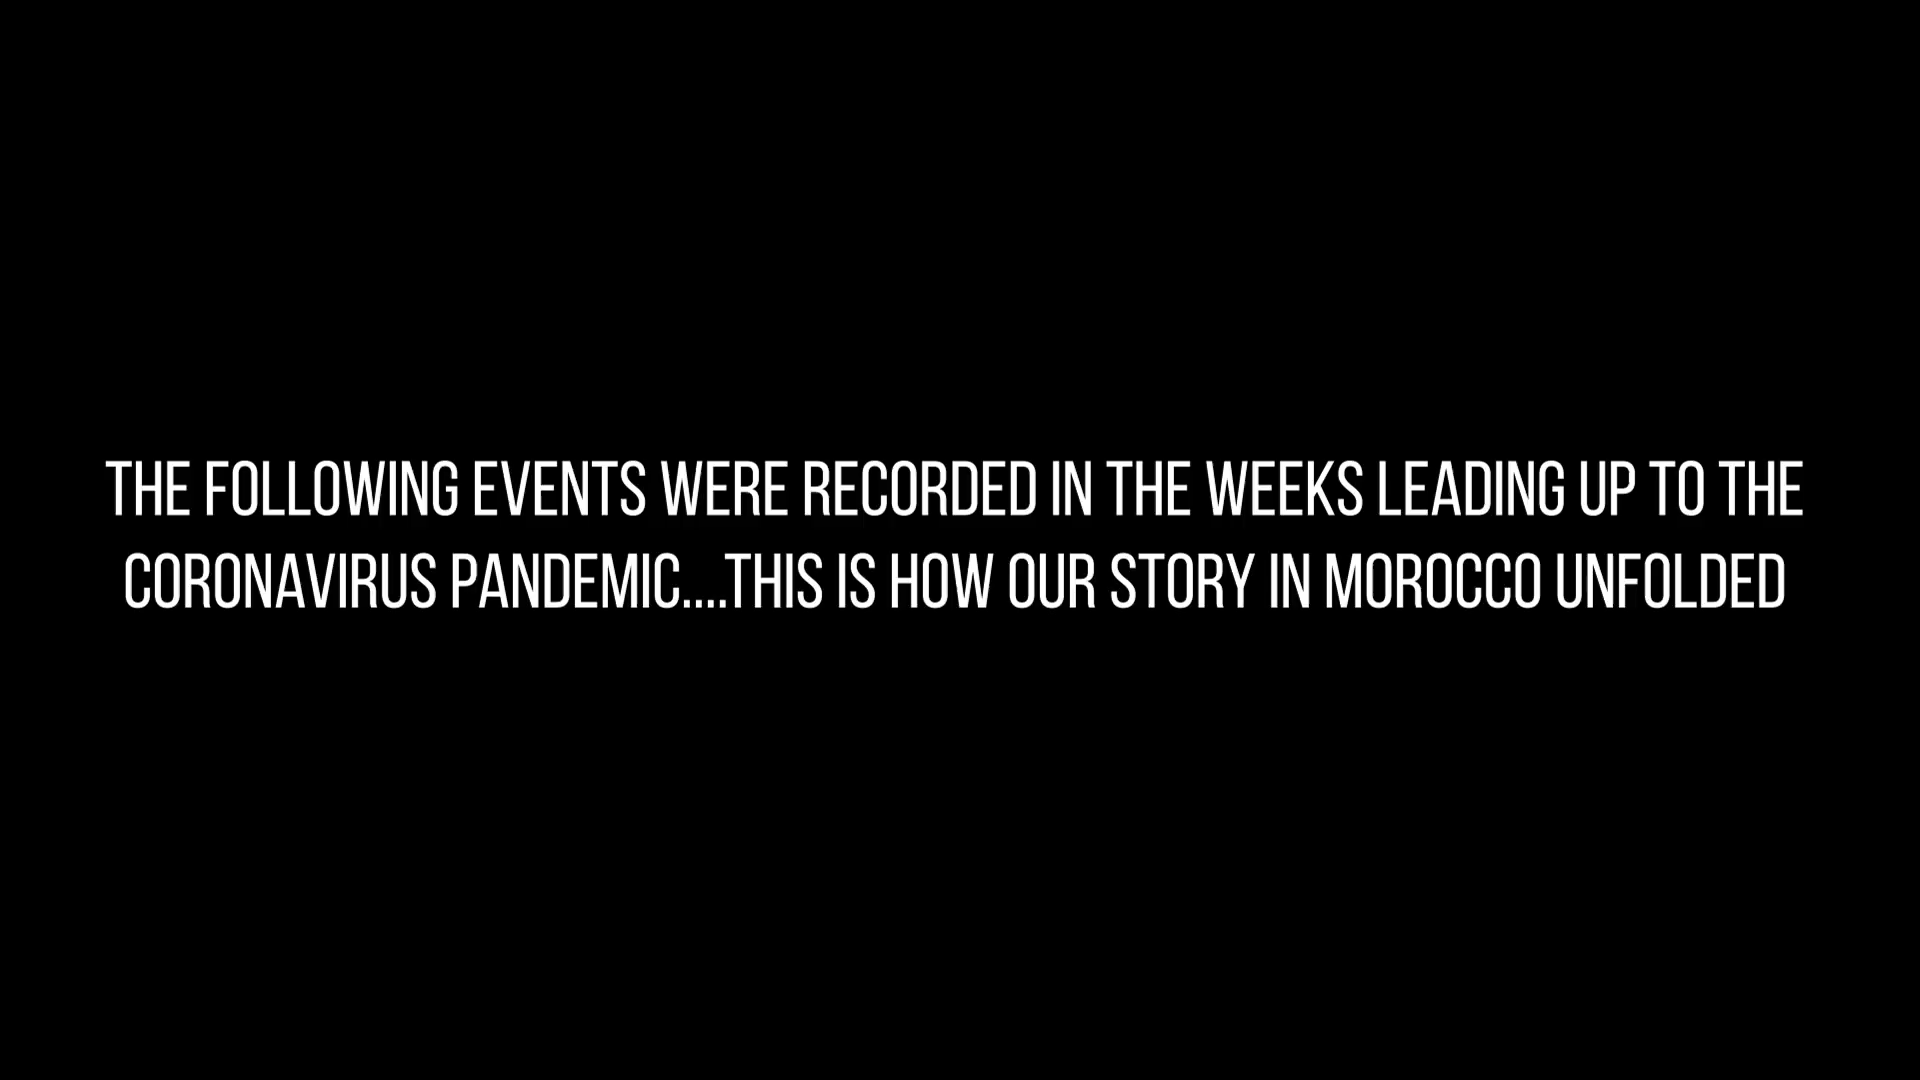 THE FOLLOWING EVENTS WERE RECORDED IN THE WEEKS LEADING UP TO THE
CORONAVIRUS PANDEMIC....THIS IS HOW OUR STORY IN MOROCCO UNFOLDED